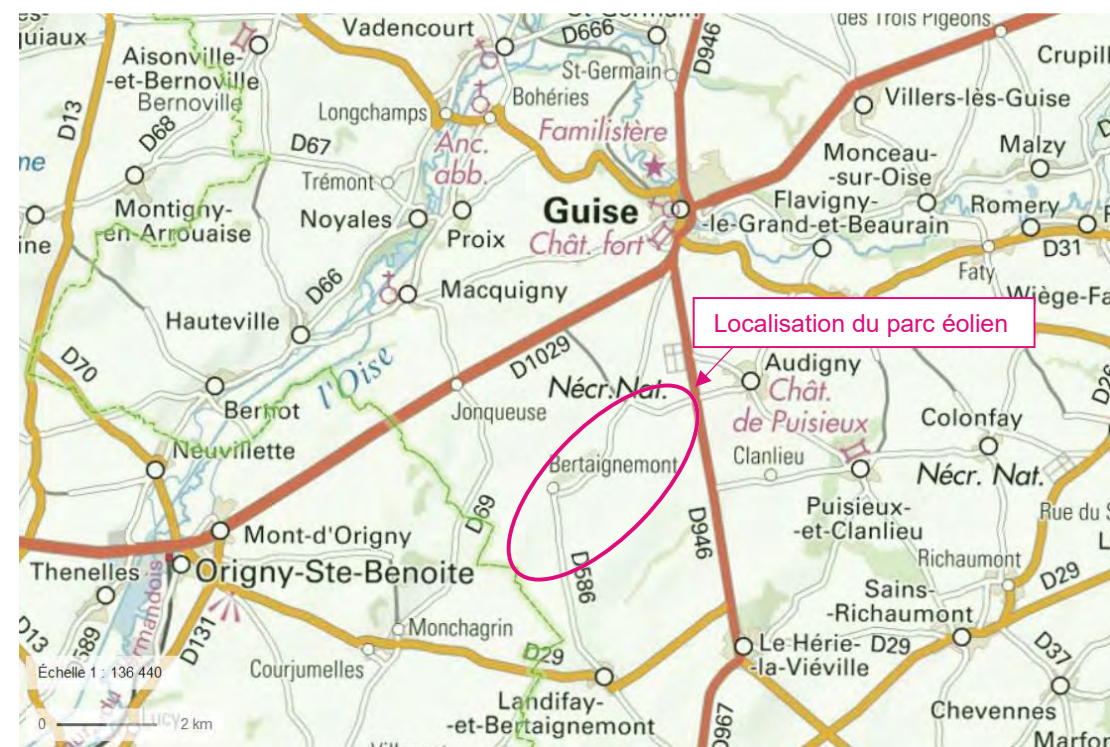 Vadencourt
D666
St-Germain
D946
des Trois Pigeons
Aisonville-
-et-Bernoville
Bernoville
D13
D68
D67
Longchamps
Bohéries
St-Germain
Crupill
Villers-lès-Guise
Anc.
abb.
Familistère
Trémont
Monceau-
-sur-Oise
Malzy
Montigny-
en-Arrouaise
Noyales
Proix
Guise
Chât. fort
Flavigny-
-le-Grand-et-Beaurain
Romery
D31
Faty
D66
Macquigny
Wiège-Fa
Hauteville
Localisation du parc éolien
D70
l'Oise
D1029
Nécr. Nat.
Audigny
Chât.
de Puisieux
D26
Bernot
Jonqueuse
Colonfay
Neuvillette
Bertaignemont
Clanlieu
Nécr. Nat.
D69
D946
Puisieux-
-et-Clanlieu
Rue du
Mont-d'Origny
Richaumont
Thenelles
Origny-Ste-Benoite
D586
Sains-
-Richaumont
D29
D13
D131
Monchagrin
D29
Le Hérie-
-la-Viéville
D29
D37
Échelle 1 : 136 440
Courjumelles
Landifay-
-et-Bertaignemont
D967
Chevennes
0 2 km
Marfon